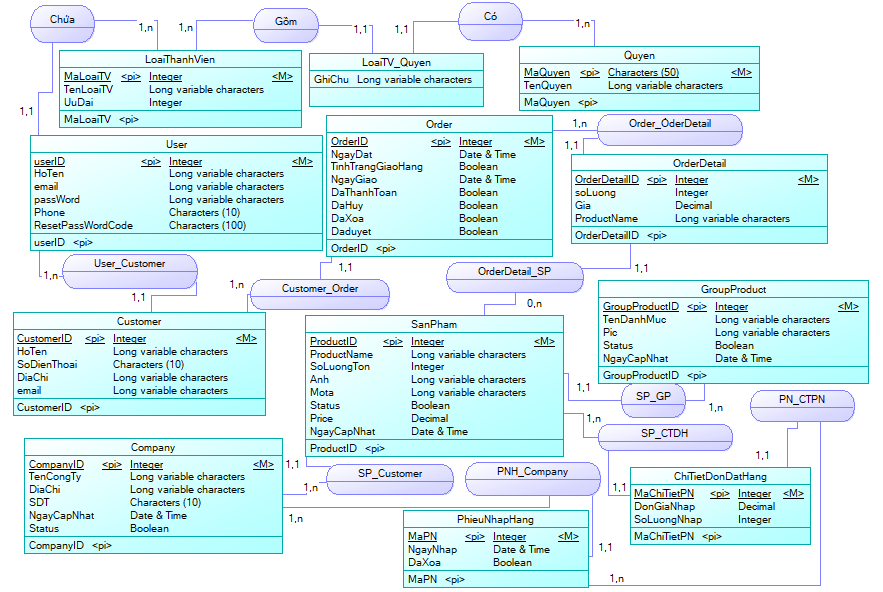 Chứa
1,n
1,n
Gồm
1,1
1,1
Có
1,n
LoaiThanhVien
MaLoaiTV <pi> Integer <M>
TenLoaiTV Long variable characters
UuDai Integer
MaLoaiTV <pi>
LoaiTV_Quyen
GhiChu Long variable characters
Quyen
MaQuyen <pi> Characters (50) <M>
TenQuyen Long variable characters
MaQuyen <pi>
1,1
User
userID <pi> Integer <M>
HoTen Long variable characters
email Long variable characters
passWord Long variable characters
Phone Characters (10)
ResetPassWordCode Characters (100)
userID <pi>
Order
OrderID <pi> Integer <M>
NgayDat Date & Time
TinhTrangGiaoHang Boolean
NgayGiao Date & Time
DaThanhToan Boolean
DaHuy Boolean
DaXoa Boolean
Daduyet Boolean
OrderID <pi>
1,n
Order_ÓderDetail
1,1
OrderDetail
OrderDetailID <pi> Integer <M>
soLuong Integer
Gia Decimal
ProductName Long variable characters
OrderDetailID <pi>
1,n
User_Customer
1,1
1,n
Customer_Order
1,1
OrderDetail_SP
1,1
0,n
Customer
CustomerID <pi> Integer <M>
HoTen Long variable characters
SoDienThoai Characters (10)
DiaChi Long variable characters
email Long variable characters
CustomerID <pi>
SanPham
ProductID <pi> Integer <M>
ProductName Long variable characters
SoLuongTon Integer
Anh Long variable characters
Mota Long variable characters
Status Boolean
Price Decimal
NgayCapNhat Date & Time
ProductID <pi>
GroupProduct
GroupProductID <pi> Integer <M>
TenDanhMuc Long variable characters
Pic Long variable characters
Status Boolean
NgayCapNhat Date & Time
GroupProductID <pi>
1,1
SP_GP
1,n
PN_CTPN
1,n
SP_CTDH
1,1
1,1
Company
CompanyID <pi> Integer <M>
TenCongTy Long variable characters
DiaChi Long variable characters
SDT Characters (10)
NgayCapNhat Date & Time
Status Boolean
CompanyID <pi>
1,1
SP_Customer
1,n
PNH_Company
1,n
ChiTietDonDatHang
MaChiTietPN <pi> Integer <M>
DonGiaNhap Decimal
SoLuongNhap Integer
MaChiTietPN <pi>
PhieuNhapHang
MaPN <pi> Integer <M>
NgayNhap Date & Time
DaXoa Boolean
MaPN <pi>
1,1
1,n